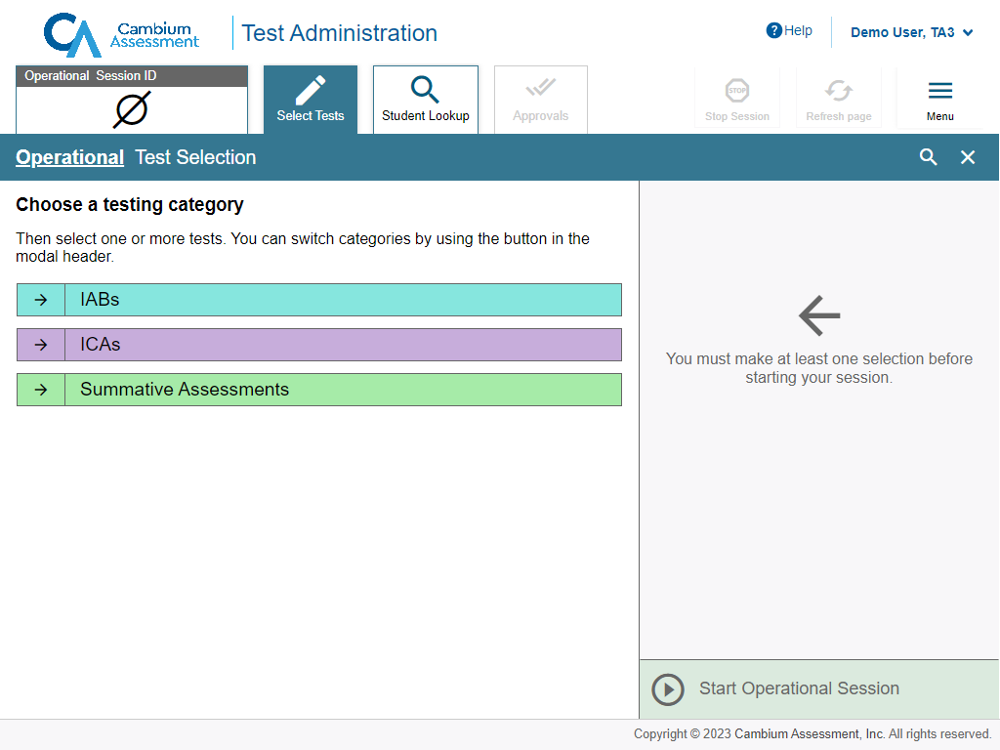 Cambium
Assessment
Test Administration
Help
Demo User, TA3
Operational Session ID
Select Tests
Student Lookup
Approvals
STOP
Stop Session
Refresh page
Menu
Operational Test Selection
Choose a testing category
Then select one or more tests. You can switch categories by using the button in the
modal header.
IABs
ICAs
Summative Assessments
You must make at least one selection before
starting your session.
Start Operational Session
Copyright © 2023 Cambium Assessment, Inc. All rights reserved.